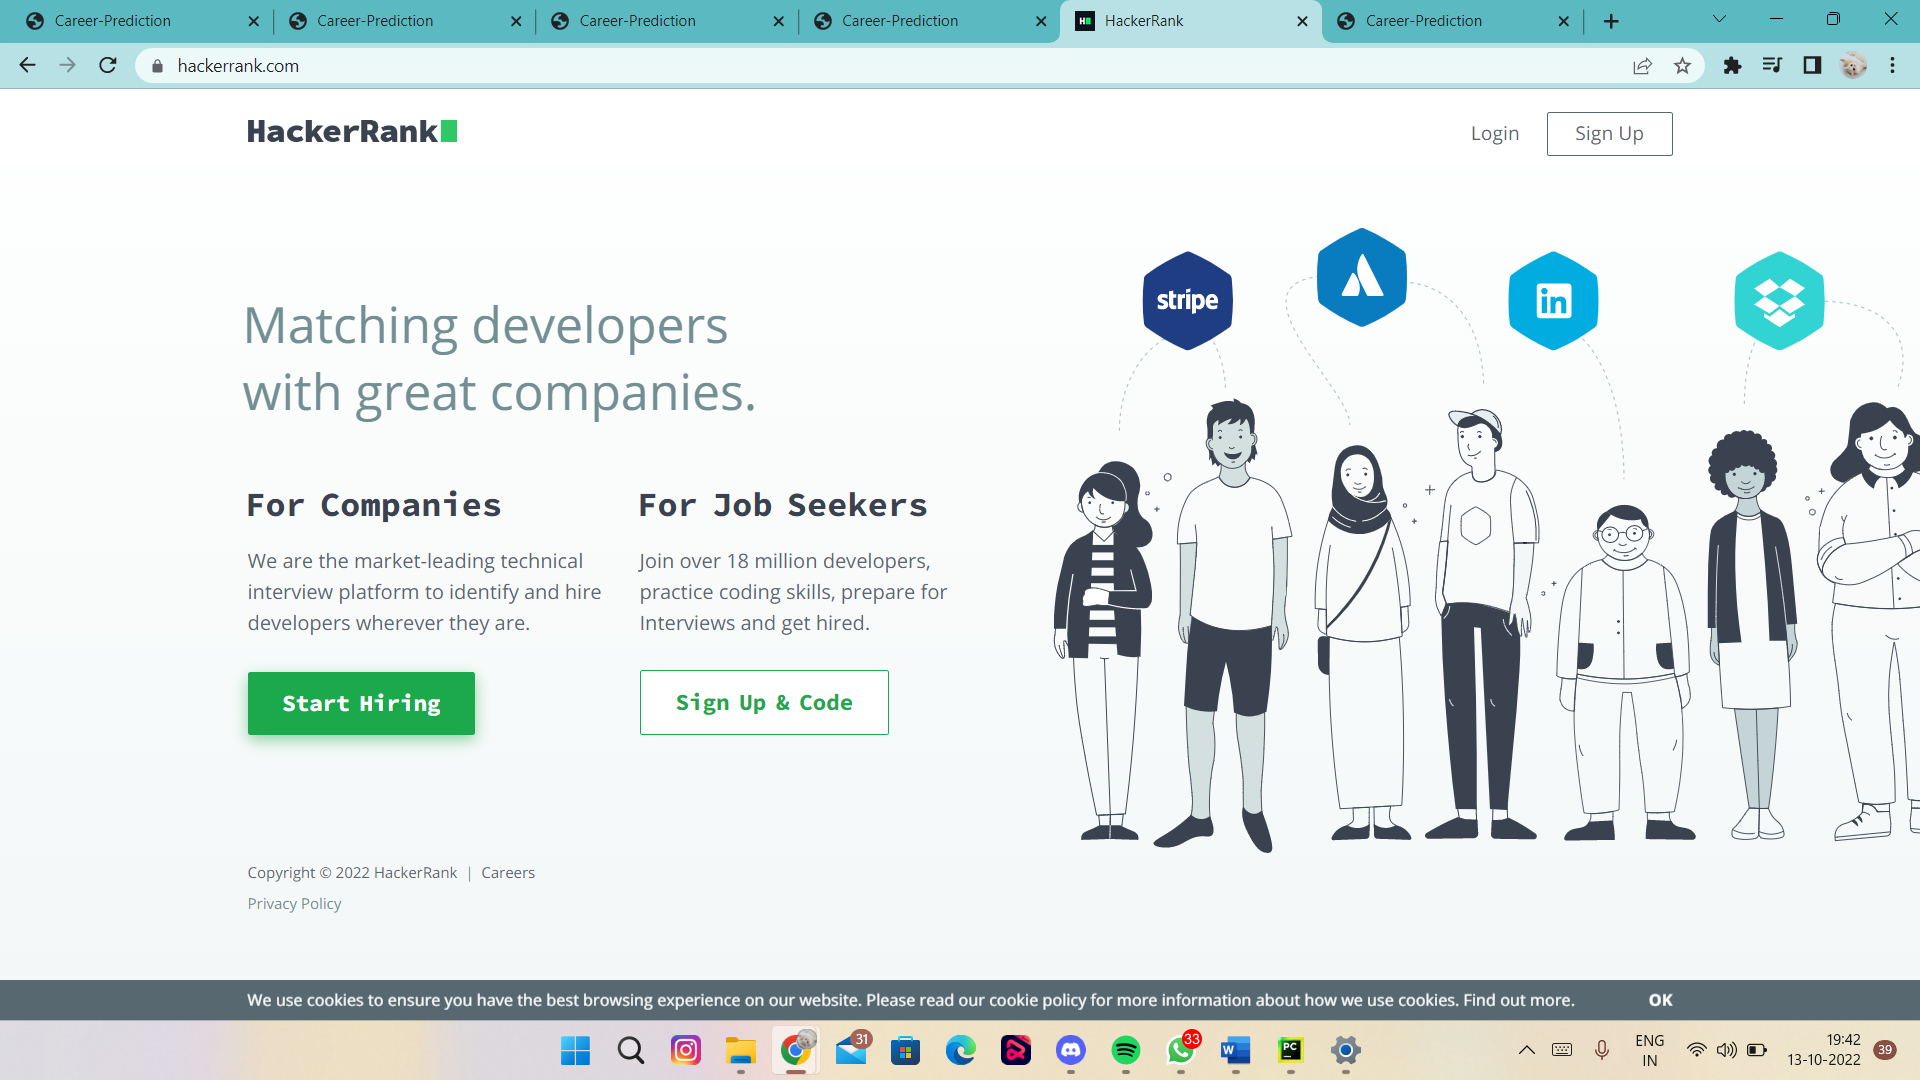 Career-Prediction
Career-Prediction
Career-Prediction
Career-Prediction
HackerRank
Career-Prediction
hackerrank.com
HackerRank
Login
Sign Up
stripe
in
Matching developers
with great companies.
For Companies
We are the market-leading technical
interview platform to identify and hire
developers wherever they are.
Start Hiring
For Job Seekers
Join over 18 million developers,
practice coding skills, prepare for
Interviews and get hired.
Sign Up & Code
Copyright © 2022 HackerRank | Careers
Privacy Policy
We use cookies to ensure you have the best browsing experience on our website. Please read our cookie policy for more information about how we use cookies. Find out more.
OK
31
33
W
PC
ENG
IN
19:42
13-10-2022
39